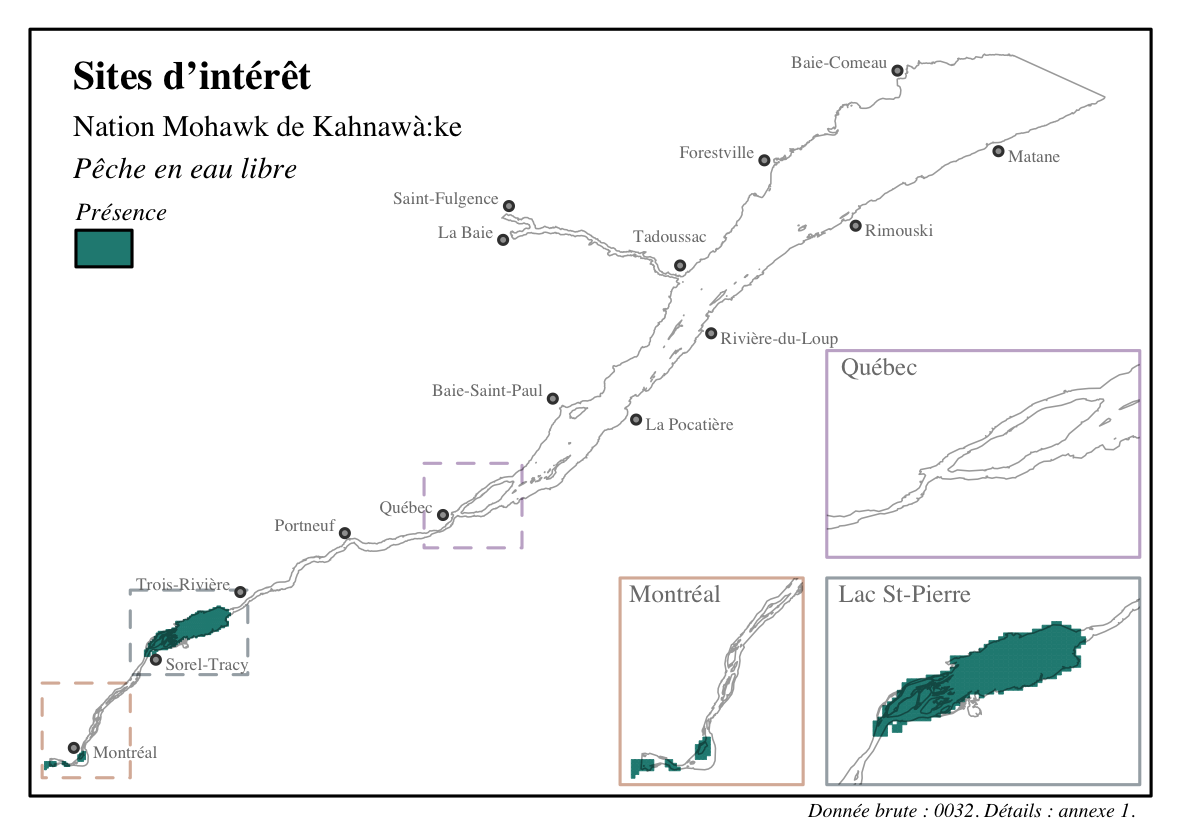 Sites d’intérêt
Nation Mohawk de Kahnawà:ke
Pêche en eau libre
Présence
Baie-Comeau
Forestville
Matane
Saint-Fulgence
La Baie
Tadoussac
Rimouski
Rivière-du-Loup
Baie-Saint-Paul
La Pocatière
Québec
Portneuf
Trois-Rivière
Sorel-Tracy
Montréal
Québec
Montréal
Lac St-Pierre
Donnée brute : 0032. Détails : annexe 1.